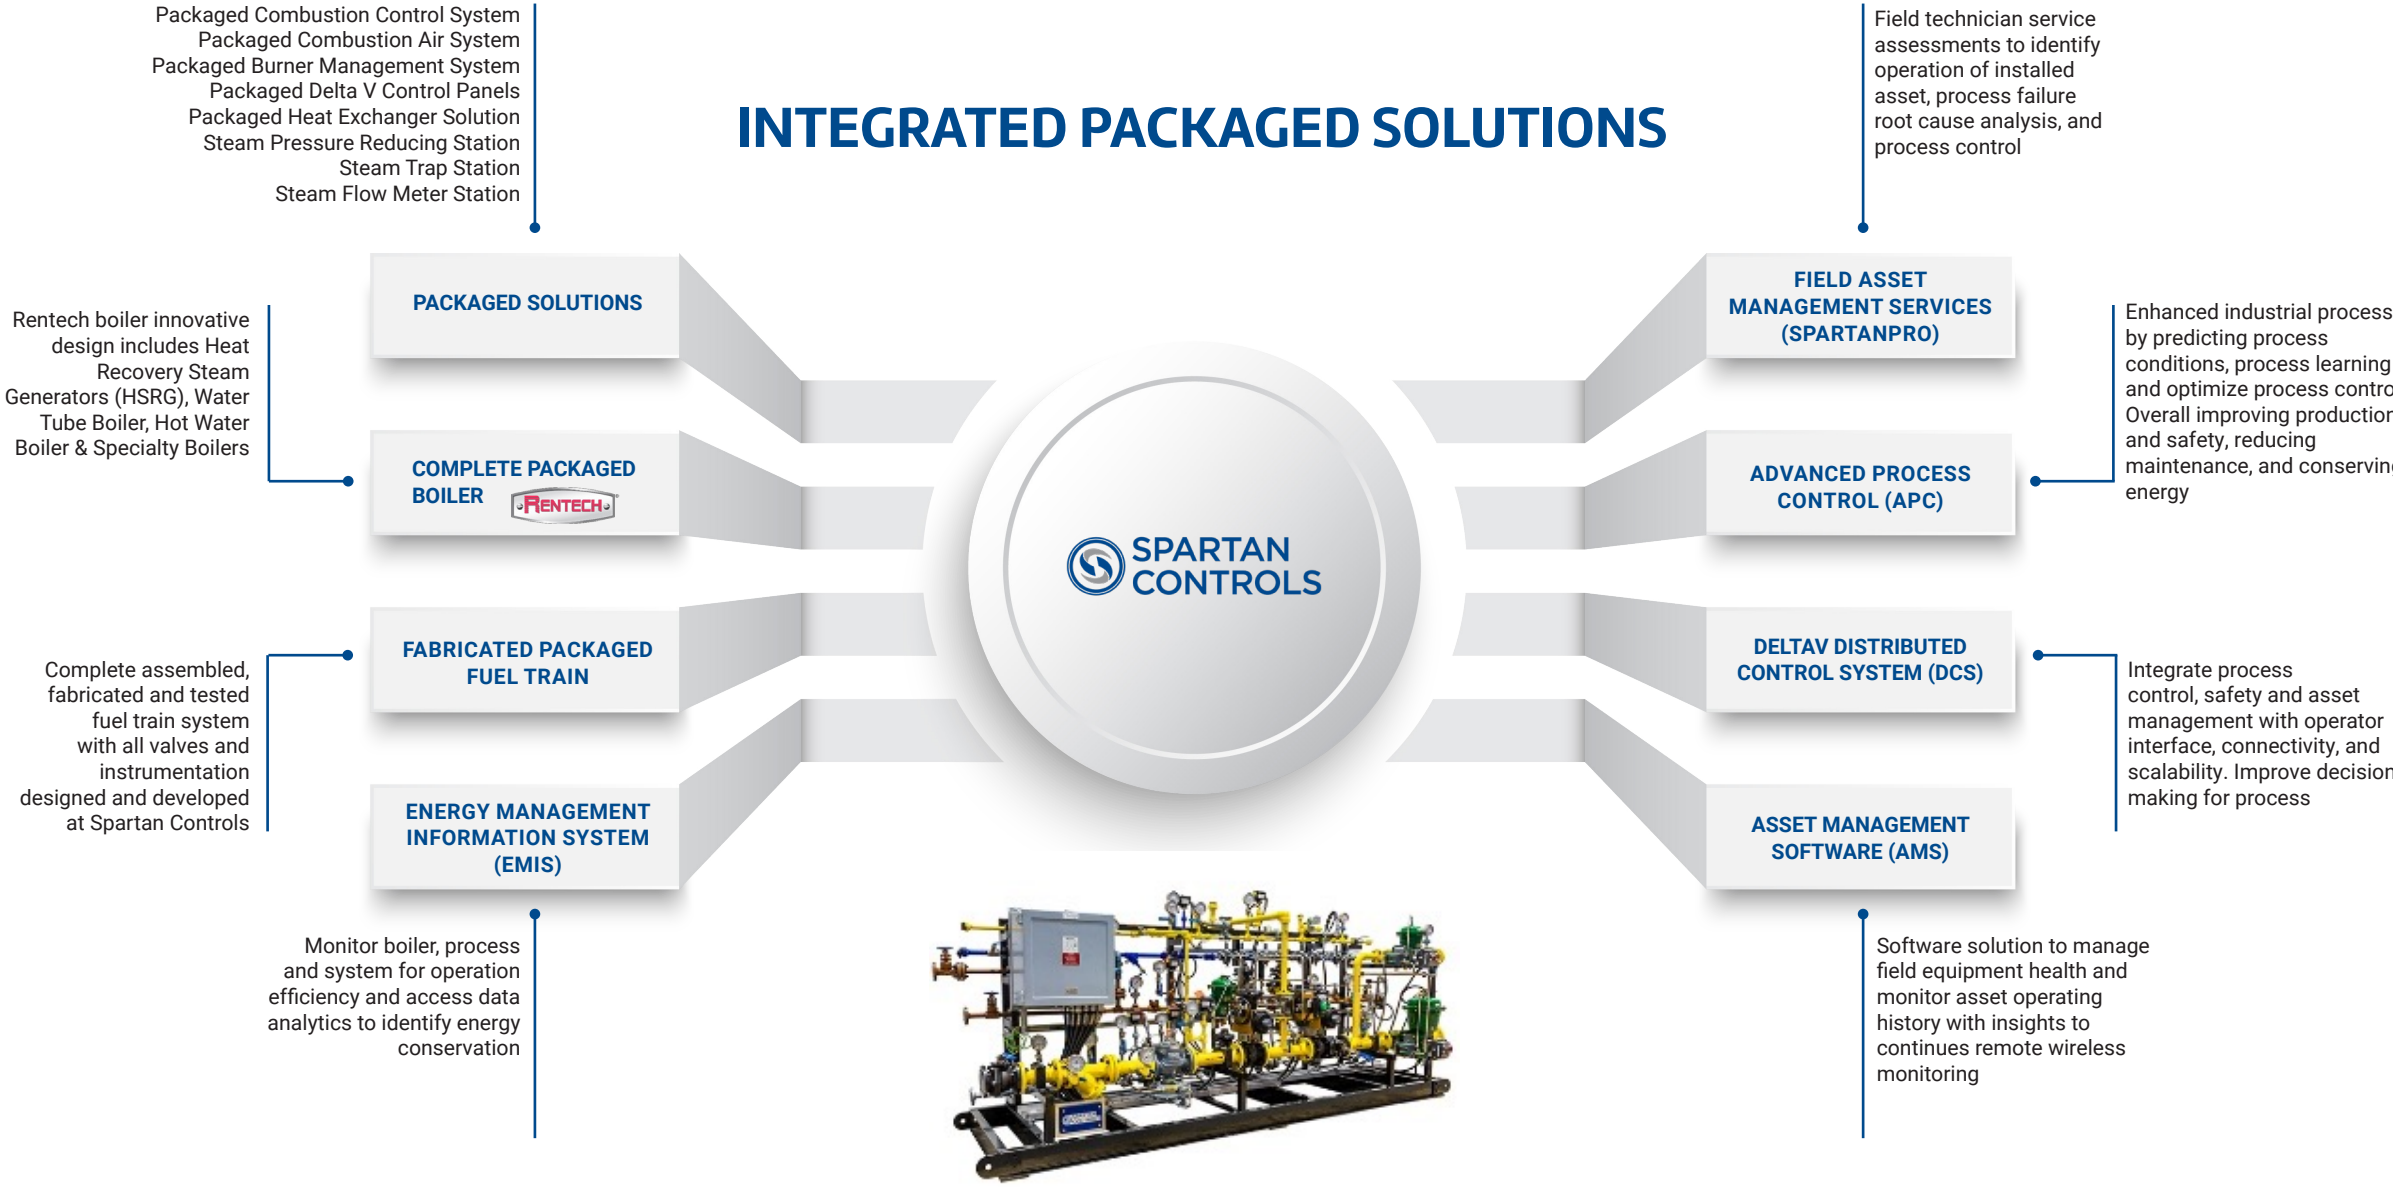 Packaged Combustion Control System
Packaged Combustion Air System
Packaged Burner Management System
Packaged Delta V Control Panels
Packaged Heat Exchanger Solution
Steam Pressure Reducing Station
Steam Trap Station
Steam Flow Meter Station
INTEGRATED PACKAGED SOLUTIONS
Field technician service
assessments to identify
operation of installed
asset, process failure
root cause analysis, and
process control
PACKAGED SOLUTIONS
Rentech boiler innovative
design includes Heat
Recovery Steam
Generators (HSRG), Water
Tube Boiler, Hot Water
Boiler & Specialty Boilers
COMPLETE PACKAGED
BOILER
RENTECH
FABRICATED PACKAGED
FUEL TRAIN
Complete assembled,
fabricated and tested
fuel train system
with all valves and
instrumentation
designed and developed
at Spartan Controls
ENERGY MANAGEMENT
INFORMATION SYSTEM
(EMIS)
Monitor boiler, process
and system for operation
efficiency and access data
analytics to identify energy
conservation
SPARTAN
CONTROLS
FIELD ASSET
MANAGEMENT SERVICES
(SPARTANPRO)
Enhanced industrial process
by predicting process
conditions, process learning
and optimize process contro
Overall improving production
and safety, reducing
maintenance, and conserving
energy
ADVANCED PROCESS
CONTROL (APC)
DELTAV DISTRIBUTED
CONTROL SYSTEM (DCS)
Integrate process
control, safety and asset
management with operator
interface, connectivity, and
scalability. Improve decision
making for process
ASSET MANAGEMENT
SOFTWARE (AMS)
Software solution to manage
field equipment health and
monitor asset operating
history with insights to
continues remote wireless
monitoring